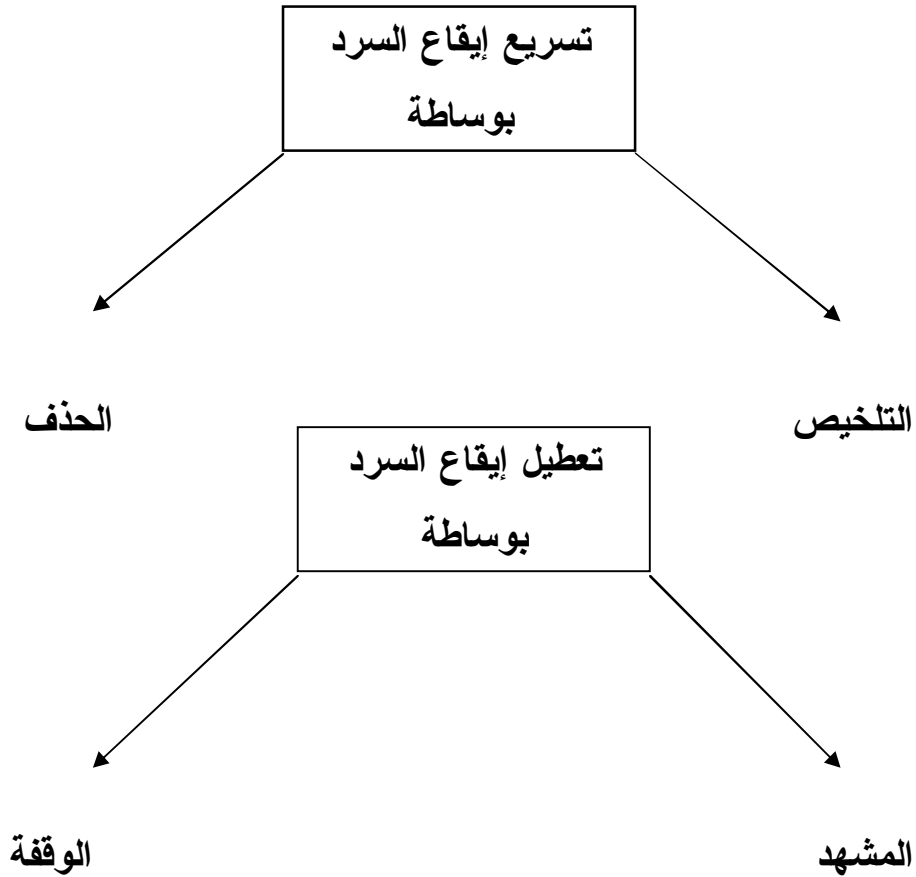 تسريع إيقاع السرد
بوساطة
التلخيص
الحذف
تعطيل إيقاع السرد
بوساطة
المشهد
الوقفة